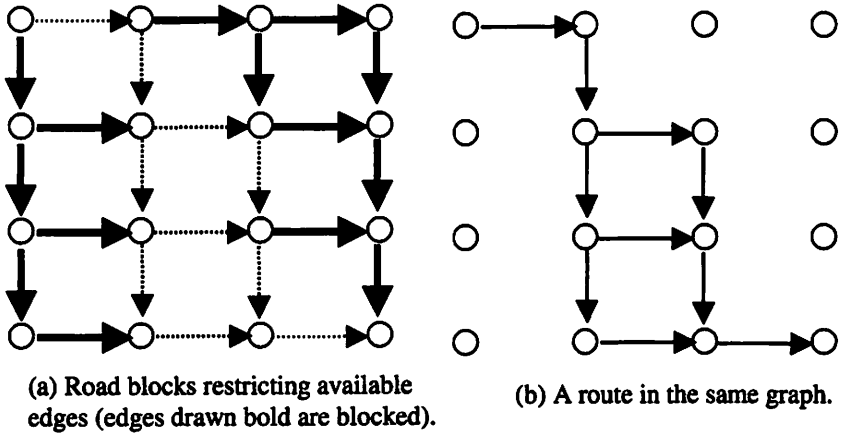 (a) Road blocks restricting available
edges (edges drawn bold are blocked).
(b) A route in the same graph.